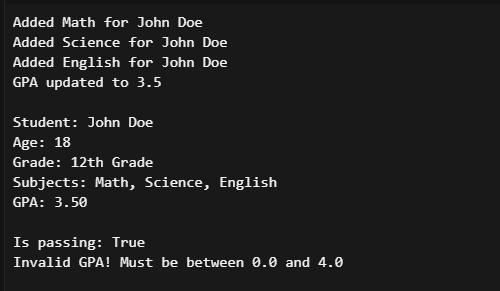 Added Math for John Doe
Added Science for John Doe
Added English for John Doe
GPA updated to 3.5
Student: John Doe
Age: 18
Grade: 12th Grade
Subjects: Math, Science, English
GPA: 3.50
Is passing: True
Invalid GPA! Must be between 0.0 and 4.0